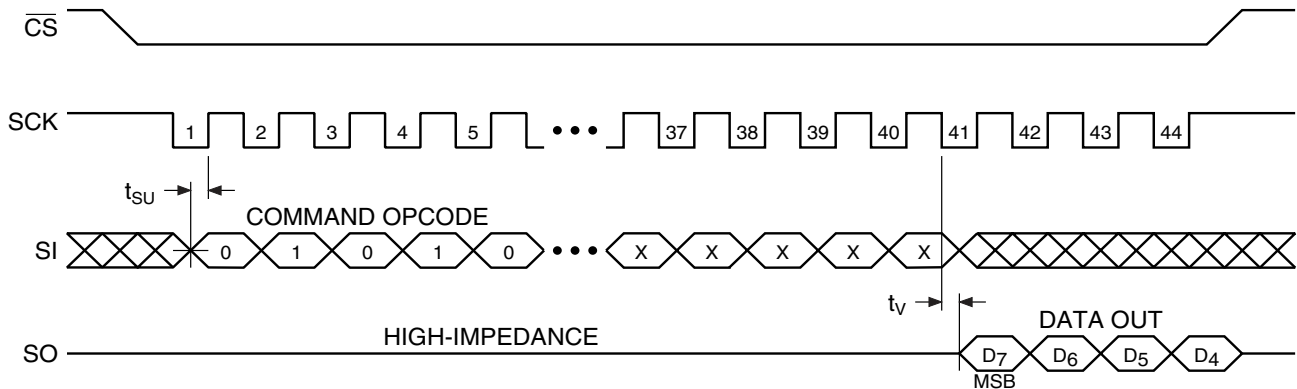 CS
SCK 1 2 3 4 5 ••• 37 38 39 40 41 42 43 44
tSU
COMMAND OPCODE
SI 0 1 0 1 0 ••• X X X X X
tV
HIGH-IMPEDANCE
DATA OUT
SO D7 D6 D5 D4
MSB